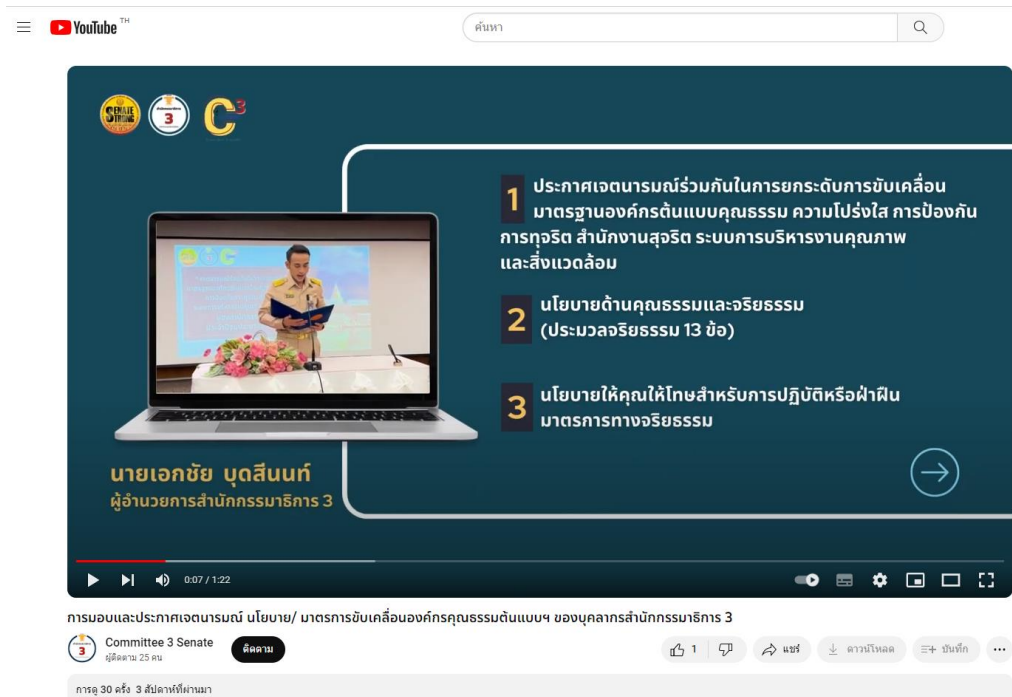 YouTube TH
ค้นหา
SENATE
STRONG
3
C3
1 ประกาศเจตนารมณ์ร่วมกันในการยกระดับการขับเคลื่อน
มาตรฐานองค์กรต้นแบบคุณธรรม ความโปร่งใส การป้องกัน
การทุจริต สำนักงานสุจริต ระบบการบริหารงานคุณภาพ
และสิ่งแวดล้อม
2 นโยบายด้านคุณธรรมและจริยธรรม
(ประมวลจริยธรรม 13 ข้อ)
3 นโยบายให้คุณให้โทษสำหรับการปฏิบัติหรือฝ่าฝืน
มาตรการทางจริยธรรม
นายเอกชัย บุดสีนนท์
ผู้อำนวยการสำนักกรรมาธิการ 3
0:07 / 1:22
การมอบและประกาศเจตนารมณ์ นโยบาย/ มาตรการขับเคลื่อนองค์กรคุณธรรมต้นแบบฯ ของบุคลากรสำนักกรรมาธิการ 3
3
Committee 3 Senate
ผู้ติดตาม 25 คน
ติดตาม
1
แชร์
ดาวน์โหลด
บันทึก
การดู 30 ครั้ง 3 สัปดาห์ที่ผ่านมา